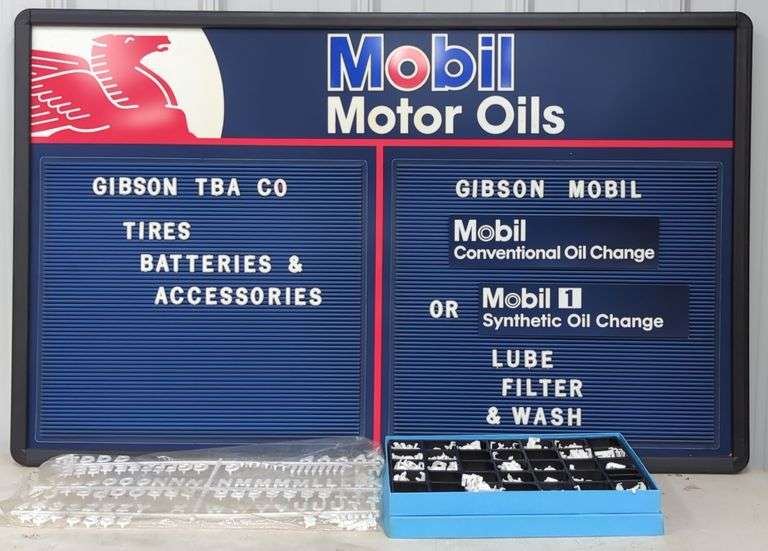 Mobil
Motor Oils
GIBSON TBA CO
TIRES
BATTERIES &
ACCESSORIES
GIBSON MOBIL
Mobil
Conventional Oil Change
OR
Mobil 1
Synthetic Oil Change
LUBE
FILTER
& WASH